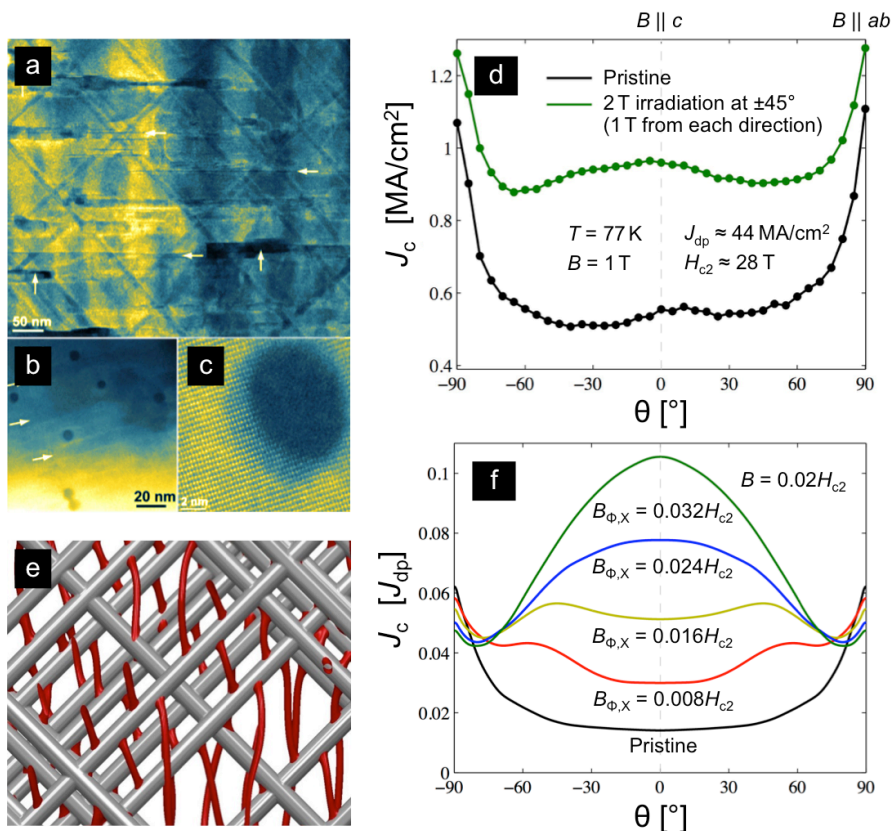 a
50 nm
b
20 nm
c
2 nm
e
B || c
B || ab
d
Pristine
2 T irradiation at ±45°
(1 T from each direction)
T = 77 K
J_dp ≈ 44 MA/cm²
B = 1 T
H_c2 ≈ 28 T
J_c [MA/cm²]
1.2
1
0.8
0.6
0.4
−90
−60
−30
0
30
60
90
θ [°]
f
B = 0.02H_c2
B_Φ,X = 0.032H_c2
B_Φ,X = 0.024H_c2
B_Φ,X = 0.016H_c2
B_Φ,X = 0.008H_c2
Pristine
J_c [J_dp]
0.1
0.08
0.06
0.04
0.02
0
−90
−60
−30
0
30
60
90
θ [°]